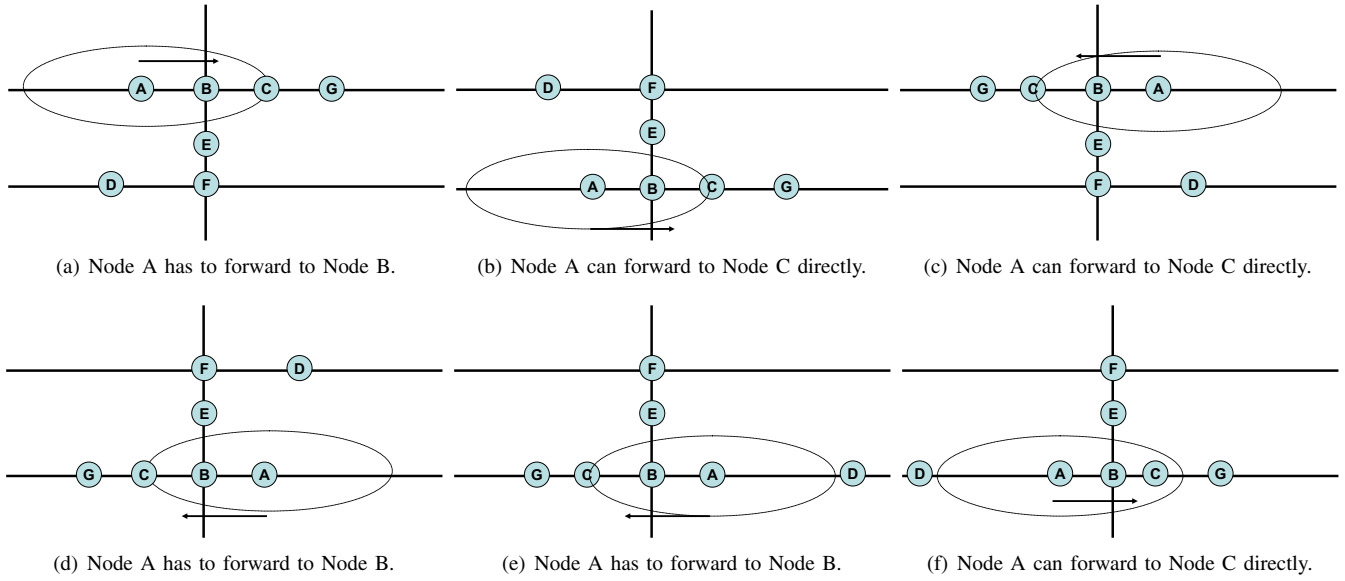 A B C G
E
D F
(a) Node A has to forward to Node B.
D F
E
A B C G
(b) Node A can forward to Node C directly.
G C B A
E
F D
(c) Node A can forward to Node C directly.
F D
E
G C B A
(d) Node A has to forward to Node B.
F
E
G C B A D
(e) Node A has to forward to Node B.
F
E
D A B C G
(f) Node A can forward to Node C directly.